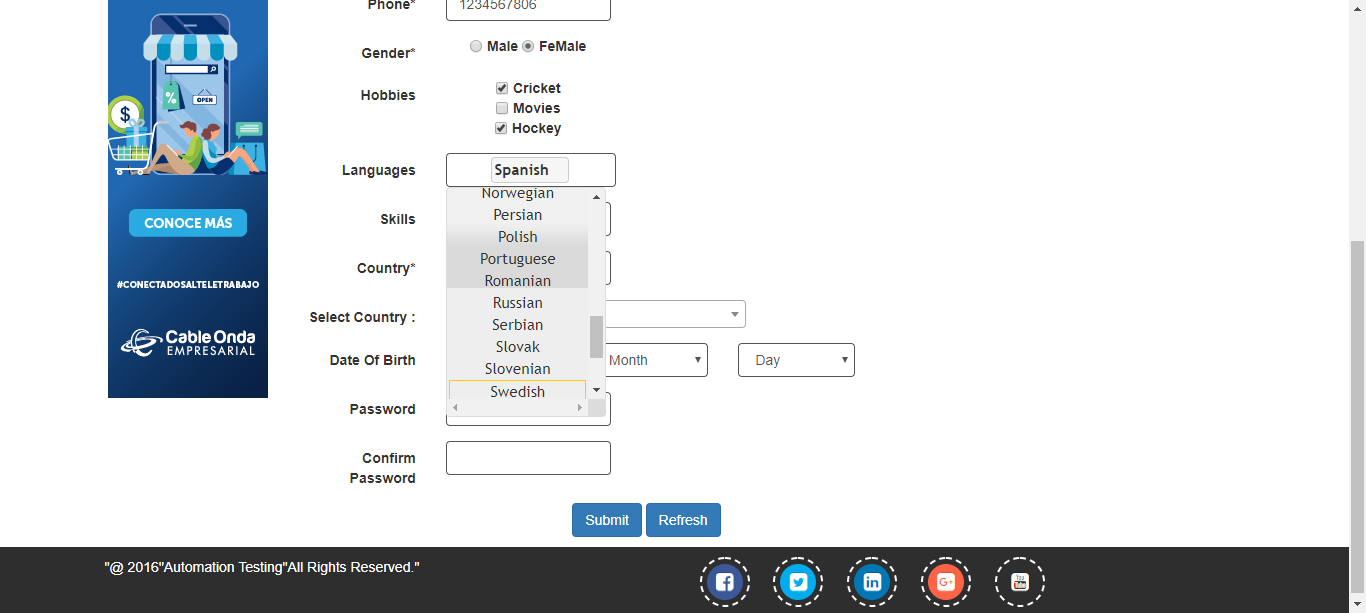 Phone*
1234567806
OPEN
%
$
Gender*
Male FeMale
Hobbies
Cricket
Movies
Hockey
Languages
Spanish
Norwegian
Persian
Polish
Portuguese
Romanian
Russian
Serbian
Slovak
Slovenian
Swedish
Skills
Country*
Select Country :
Date Of Birth
Month
Day
Password
Confirm
Password
CONOCE MÁS
#CONECTADOSALTELETRABAJO
Cable Onda
EMPRESARIAL
Submit
Refresh
"@ 2016"Automation Testing"All Rights Reserved."
f
in
G+
You
Tube